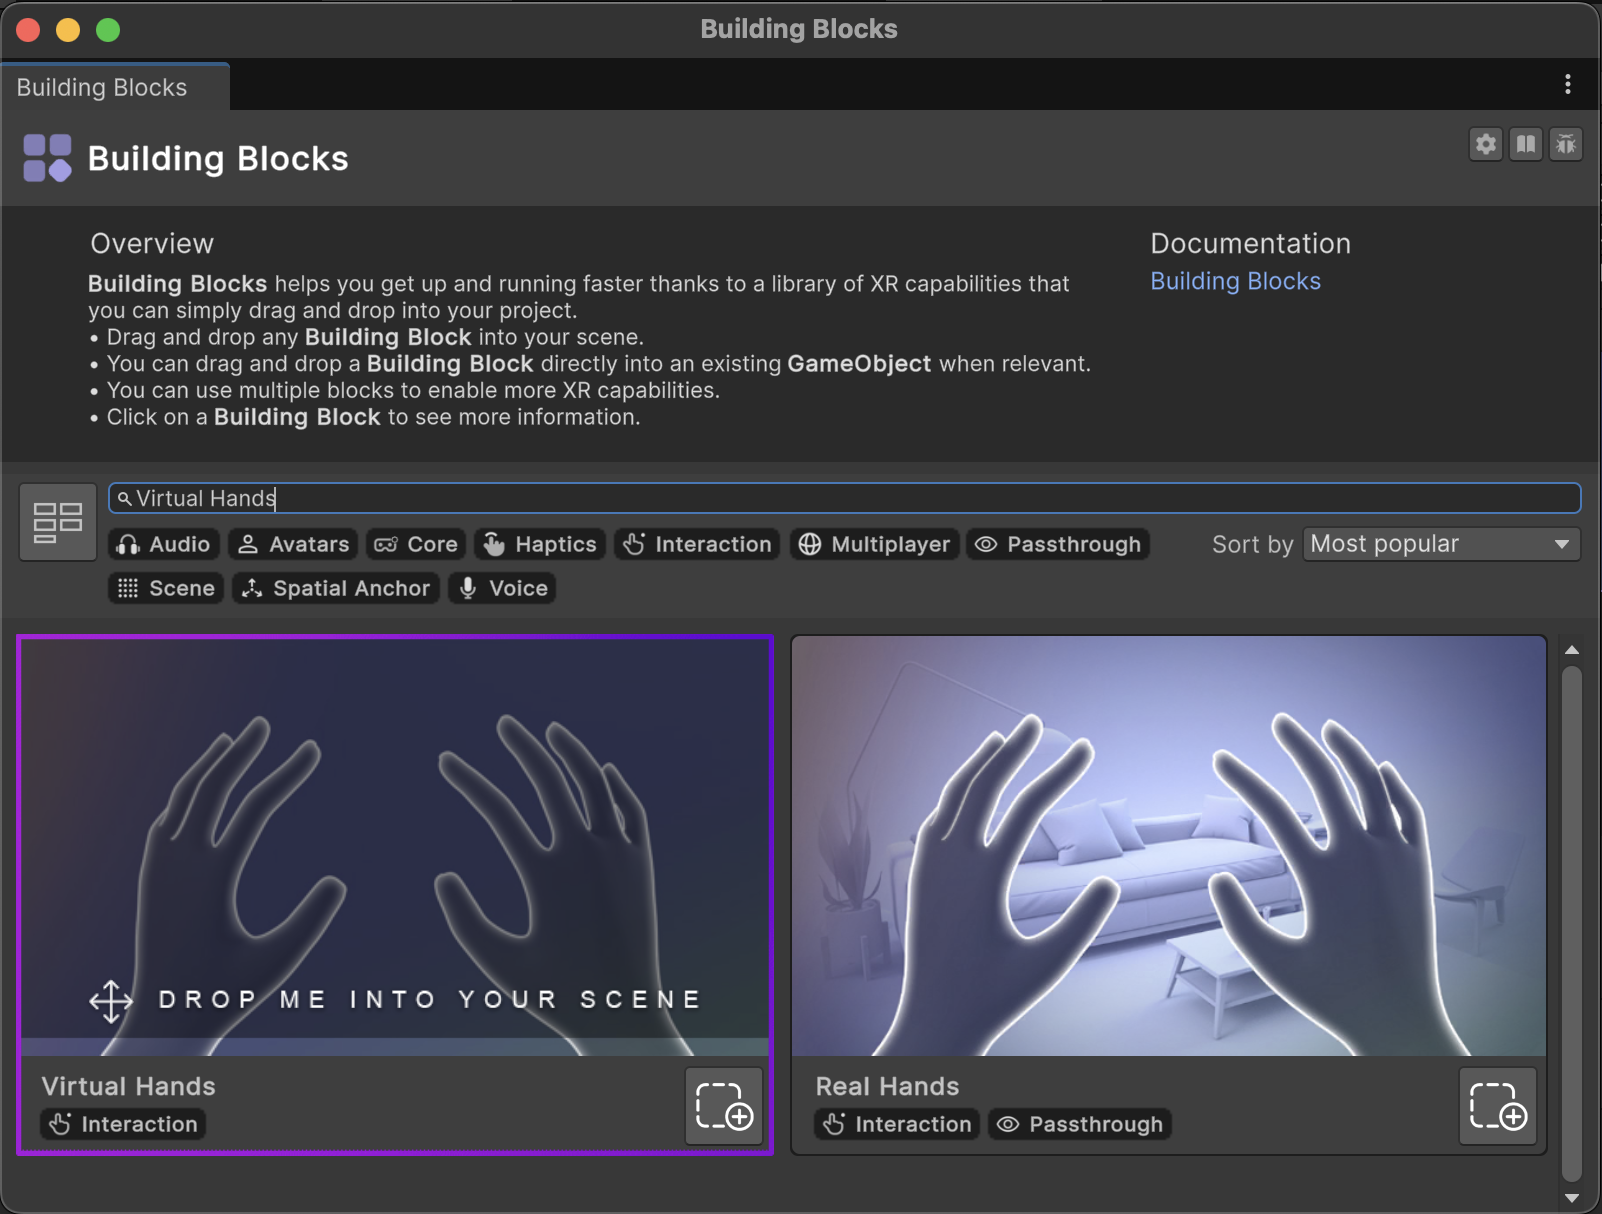 Building Blocks
Building Blocks
Building Blocks
Overview
Building Blocks helps you get up and running faster thanks to a library of XR capabilities that
you can simply drag and drop into your project.
• Drag and drop any Building Block into your scene.
• You can drag and drop a Building Block directly into an existing GameObject when relevant.
• You can use multiple blocks to enable more XR capabilities.
• Click on a Building Block to see more information.
Documentation
Building Blocks
Virtual Hands
Audio Avatars Core Haptics Interaction Multiplayer Passthrough
Scene Spatial Anchor Voice
Sort by Most popular
DROP ME INTO YOUR SCENE
Virtual Hands
Interaction
Real Hands
Interaction Passthrough